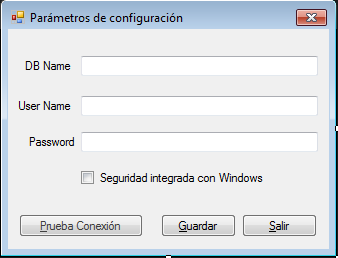 Parámetros de configuración
DB Name
User Name
Password
Seguridad integrada con Windows
Prueba Conexión Guardar Salir